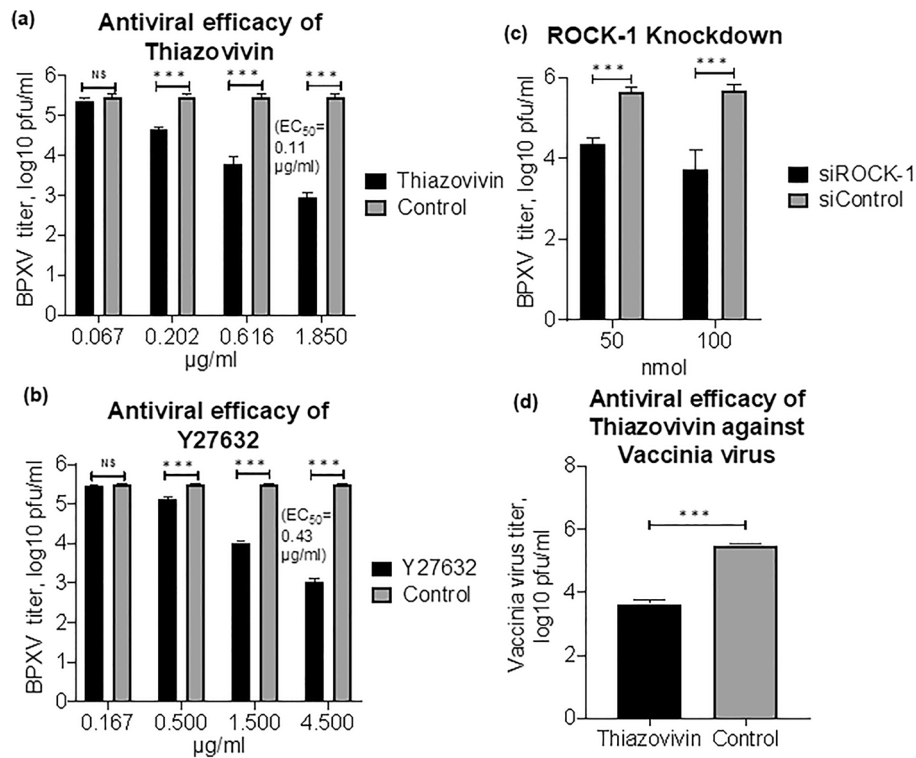 (a)
Antiviral efficacy of
Thiazovivin
NS
* * *
* * *
* * *
6
5
4
3
2
1
0
BPXV titer, log10 pfu/ml
(EC50=
0.11
µg/ml)
Thiazovivin
Control
0.067 0.202 0.616 1.850
µg/ml
(b)
Antiviral efficacy of
Y27632
NS
* * *
* * *
* * *
6
5
4
3
2
1
0
BPXV titer, log10 pfu/ml
(EC50=
0.43
µg/ml)
Y27632
Control
0.167 0.500 1.500 4.500
µg/ml
(c)
ROCK-1 Knockdown
* * *
* * *
6
4
2
0
BPXV titer, log10 pfu/ml
siROCK-1
siControl
50 100
nmol
(d)
Antiviral efficacy of
Thiazovivin against
Vaccinia virus
* * *
8
6
4
2
0
Vaccinia virus titer,
log10 pfu/ml
Thiazovivin Control